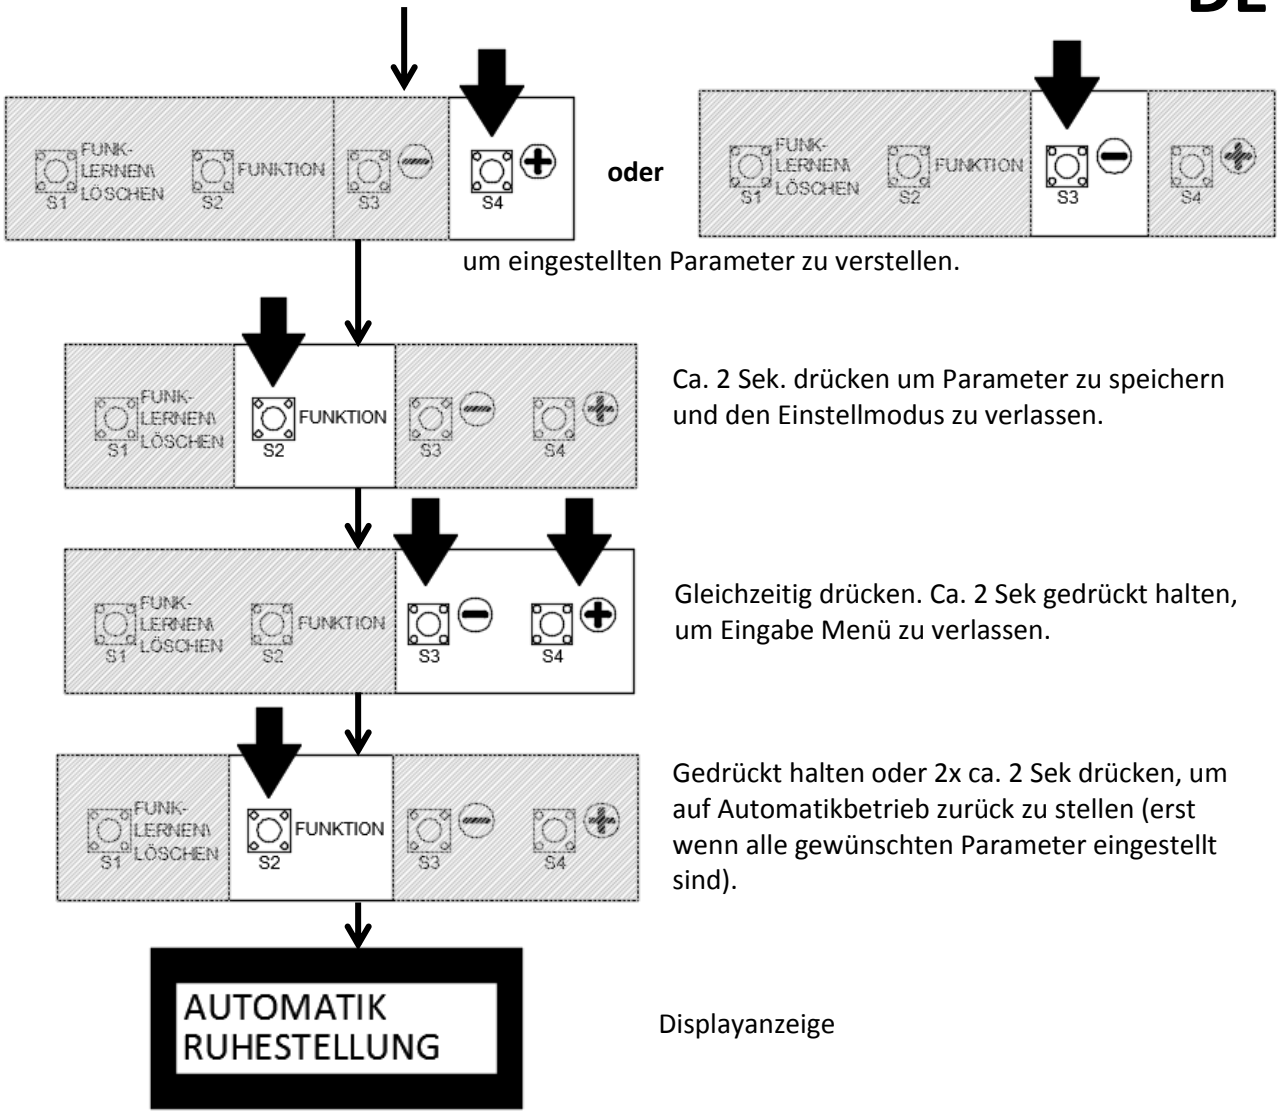 DE
FUNK-
LERNEN\
LÖSCHEN
S1
S2
FUNKTION
S3
S4
oder
FUNK-
LERNEN\
LÖSCHEN
S1
S2
FUNKTION
S3
S4
um eingestellten Parameter zu verstellen.
FUNK-
LERNEN\
LÖSCHEN
S1
S2
FUNKTION
S3
S4
Ca. 2 Sek. drücken um Parameter zu speichern
und den Einstellmodus zu verlassen.
FUNK-
LERNEN\
LÖSCHEN
S1
S2
FUNKTION
S3
S4
Gleichzeitig drücken. Ca. 2 Sek gedrückt halten,
um Eingabe Menü zu verlassen.
FUNK-
LERNEN\
LÖSCHEN
S1
S2
FUNKTION
S3
S4
Gedrückt halten oder 2x ca. 2 Sek drücken, um
auf Automatikbetrieb zurück zu stellen (erst
wenn alle gewünschten Parameter eingestellt
sind).
AUTOMATIK
RUHESTELLUNG
Displayanzeige